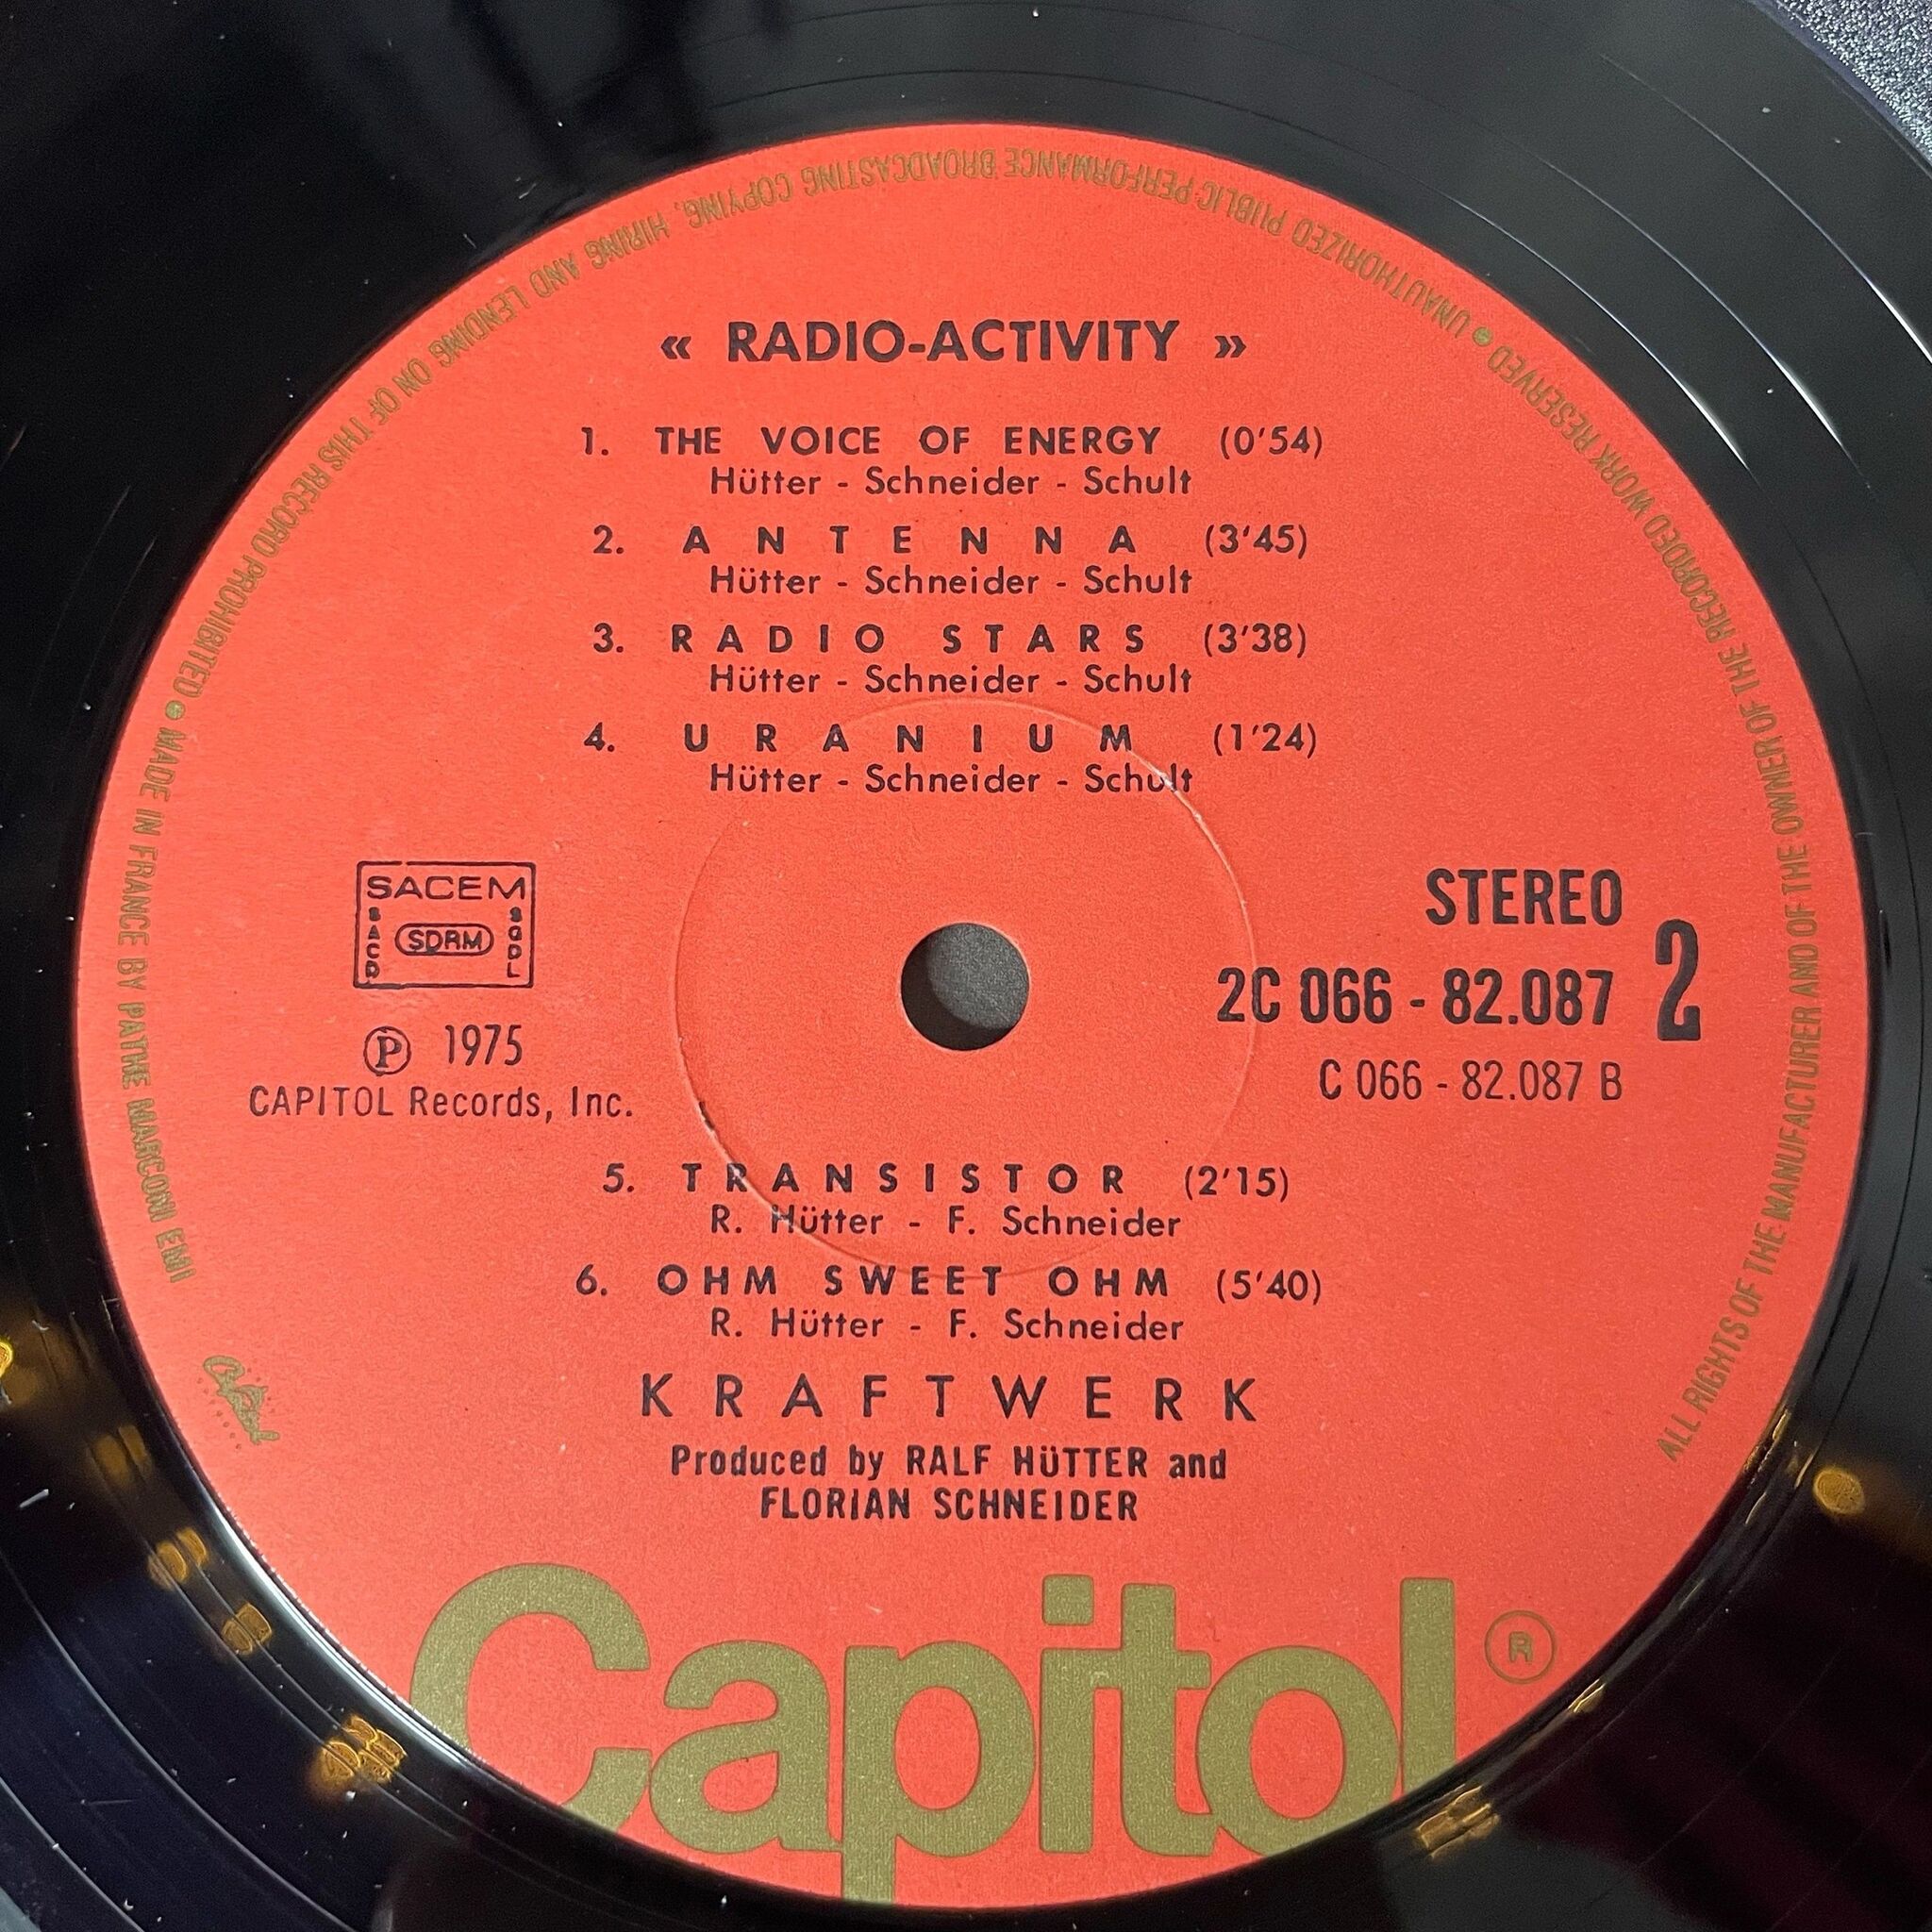 « RADIO-ACTIVITY »
1. THE VOICE OF ENERGY (0'54)
Hütter - Schneider - Schult
2. ANTENNA (3'45)
Hütter - Schneider - Schult
3. RADIO STARS (3'38)
Hütter - Schneider - Schult
4. URANIUM (1'24)
Hütter - Schneider - Schult
SACEM
SACD
SDRM
SGDL
Ⓟ 1975
CAPITOL Records, Inc.
STEREO
2C 066 - 82.087
2
C 066 - 82.087 B
5. TRANSISTOR (2'15)
R. Hütter - F. Schneider
6. OHM SWEET OHM (5'40)
R. Hütter - F. Schneider
KRAFTWERK
Produced by RALF HÜTTER and
FLORIAN SCHNEIDER
Capitol ®
Capitol
ALL RIGHTS OF THE MANUFACTURER AND OF THE OWNER OF THE RECORDED WORK RESERVED ● UNAUTHORIZED PUBLIC PERFORMANCE BROADCASTING COPYING, HIRING AND LENDING ON OF THIS RECORD PROHIBITED ● MADE IN FRANCE BY PATHE MARCONI EMI